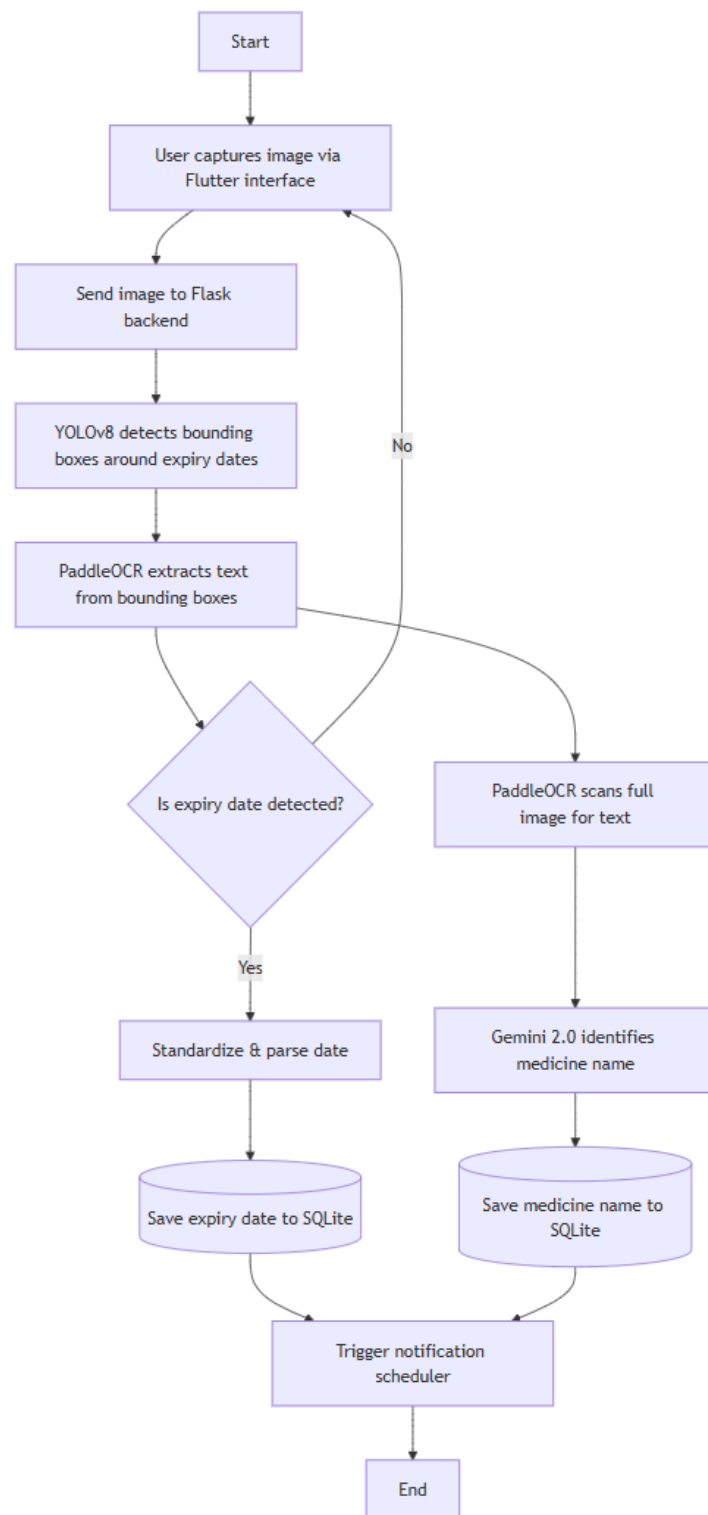 Start
User captures image via
Flutter interface
Send image to Flask
backend
YOLOv8 detects bounding
boxes around expiry dates
No
PaddleOCR extracts text
from bounding boxes
Is expiry date detected?
PaddleOCR scans full
image for text
Yes
Standardize & parse date
Gemini 2.0 identifies
medicine name
Save expiry date to SQLite
Save medicine name to
SQLite
Trigger notification
scheduler
End